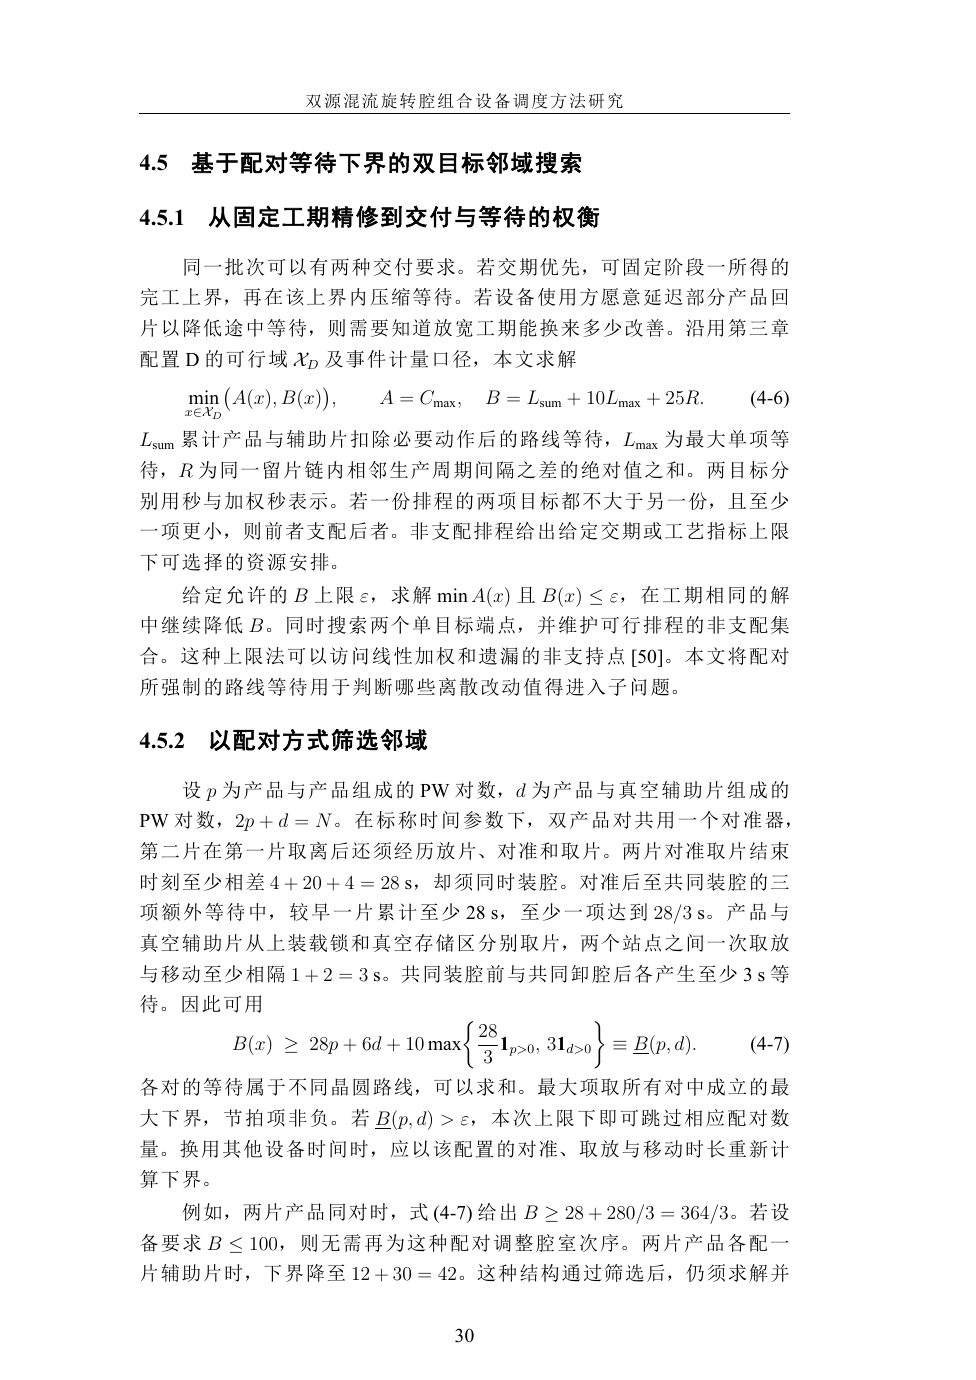 双源混流旋转腔组合设备调度方法研究
4.5 基于配对等待下界的双目标邻域搜索
4.5.1 从固定工期精修到交付与等待的权衡
同一批次可以有两种交付要求。若交期优先，可固定阶段一所得的
完工上界，再在该上界内压缩等待。若设备使用方愿意延迟部分产品回
片以降低途中等待，则需要知道放宽工期能换来多少改善。沿用第三章
配置 D 的可行域 𝒳_D 及事件计量口径，本文求解
min_{x∈𝒳_D} (A(x), B(x)), A = C_max, B = L_sum + 10L_max + 25R. (4-6)
L_sum 累计产品与辅助片扣除必要动作后的路线等待，L_max 为最大单项等
待，R 为同一留片链内相邻生产周期间隔之差的绝对值之和。两目标分
别用秒与加权秒表示。若一份排程的两项目标都不大于另一份，且至少
一项更小，则前者支配后者。非支配排程给出给定交期或工艺指标上限
下可选择的资源安排。
给定允许的 B 上限 ε，求解 min A(x) 且 B(x) ≤ ε，在工期相同的解
中继续降低 B。同时搜索两个单目标端点，并维护可行排程的非支配集
合。这种上限法可以访问线性加权和遗漏的非支持点 [50]。本文将配对
所强制的路线等待用于判断哪些离散改动值得进入子问题。
4.5.2 以配对方式筛选邻域
设 p 为产品与产品组成的 PW 对数，d 为产品与真空辅助片组成的
PW 对数，2p + d = N。在标称时间参数下，双产品对共用一个对准器，
第二片在第一片取离后还须经历放片、对准和取片。两片对准取片结束
时刻至少相差 4 + 20 + 4 = 28 s，却须同时装腔。对准后至共同装腔的三
项额外等待中，较早一片累计至少 28 s，至少一项达到 28/3 s。产品与
真空辅助片从上装载锁和真空存储区分别取片，两个站点之间一次取放
与移动至少相隔 1 + 2 = 3 s。共同装腔前与共同卸腔后各产生至少 3 s 等
待。因此可用
B(x) ≥ 28p + 6d + 10 max{28/3 𝟏_{p>0}, 3𝟏_{d>0}} ≡ <u>B</u>(p, d). (4-7)
各对的等待属于不同晶圆路线，可以求和。最大项取所有对中成立的最
大下界，节拍项非负。若 <u>B</u>(p, d) > ε，本次上限下即可跳过相应配对数
量。换用其他设备时间时，应以该配置的对准、取放与移动时长重新计
算下界。
例如，两片产品同对时，式 (4-7) 给出 B ≥ 28 + 280/3 = 364/3。若设
备要求 B ≤ 100，则无需再为这种配对调整腔室次序。两片产品各配一
片辅助片时，下界降至 12 + 30 = 42。这种结构通过筛选后，仍须求解并
30